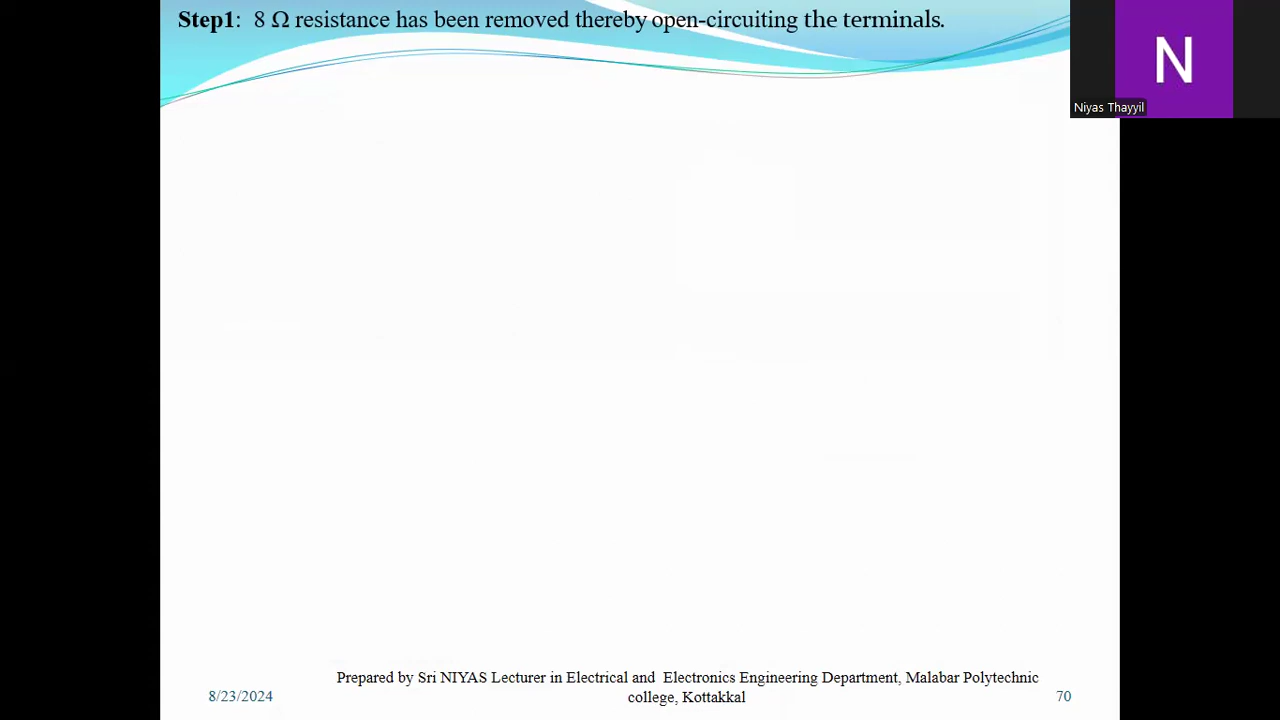 Step1: 8 Ω resistance has been removed thereby open-circuiting the terminals.
N
Niyas Thayyil
Prepared by Sri NIYAS Lecturer in Electrical and Electronics Engineering Department, Malabar Polytechnic
college, Kottakkal
8/23/2024
70